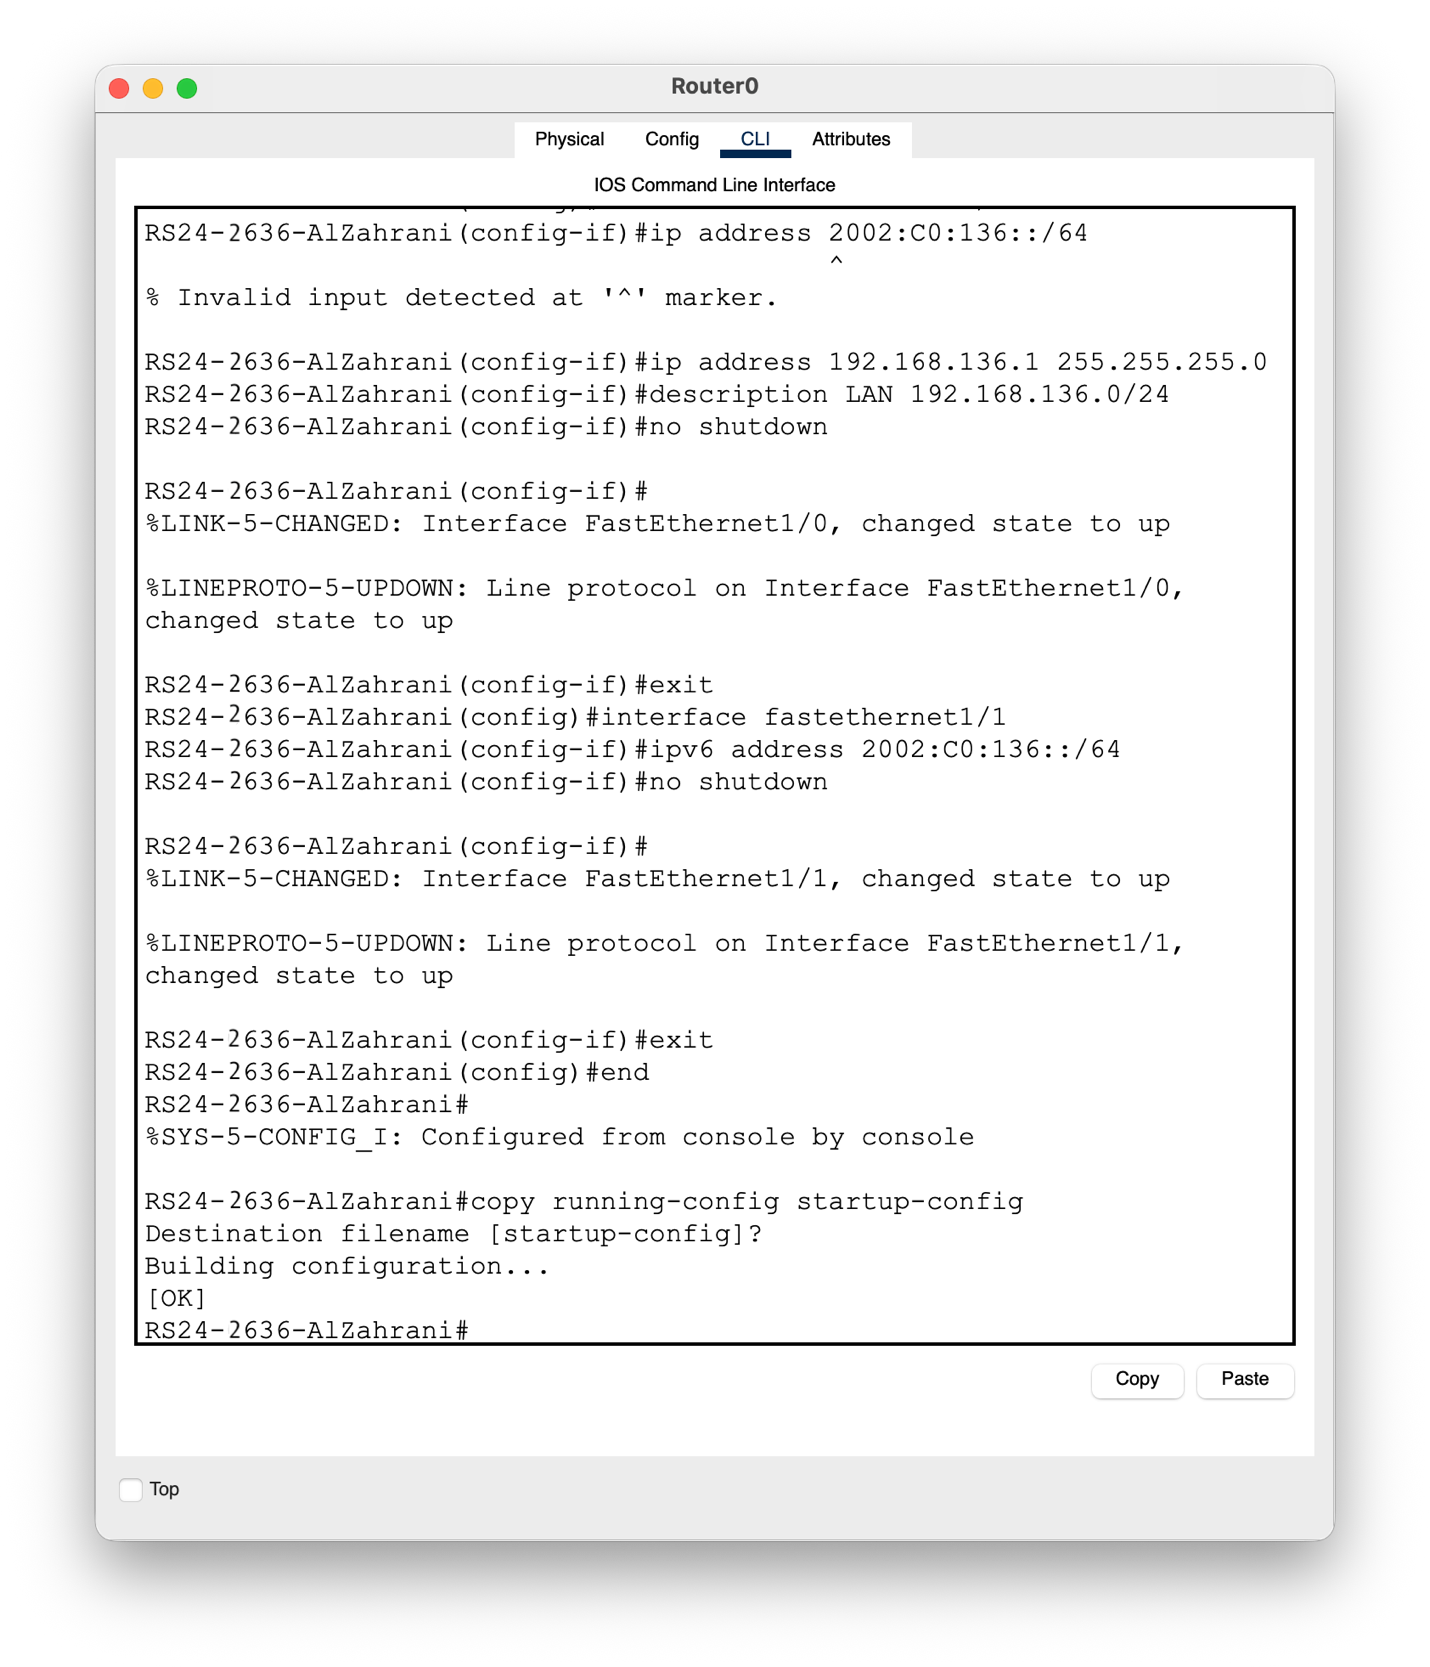 Router0
Physical Config CLI Attributes
IOS Command Line Interface
RS24-2636-AlZahrani(config-if)#ip address 2002:C0:136::/64
^
% Invalid input detected at '^' marker.
RS24-2636-AlZahrani(config-if)#ip address 192.168.136.1 255.255.255.0
RS24-2636-AlZahrani(config-if)#description LAN 192.168.136.0/24
RS24-2636-AlZahrani(config-if)#no shutdown
RS24-2636-AlZahrani(config-if)#
%LINK-5-CHANGED: Interface FastEthernet1/0, changed state to up
%LINEPROTO-5-UPDOWN: Line protocol on Interface FastEthernet1/0,
changed state to up
RS24-2636-AlZahrani(config-if)#exit
RS24-2636-AlZahrani(config)#interface fastethernet1/1
RS24-2636-AlZahrani(config-if)#ipv6 address 2002:C0:136::/64
RS24-2636-AlZahrani(config-if)#no shutdown
RS24-2636-AlZahrani(config-if)#
%LINK-5-CHANGED: Interface FastEthernet1/1, changed state to up
%LINEPROTO-5-UPDOWN: Line protocol on Interface FastEthernet1/1,
changed state to up
RS24-2636-AlZahrani(config-if)#exit
RS24-2636-AlZahrani(config)#end
RS24-2636-AlZahrani#
%SYS-5-CONFIG_I: Configured from console by console
RS24-2636-AlZahrani#copy running-config startup-config
Destination filename [startup-config]?
Building configuration...
[OK]
RS24-2636-AlZahrani#
Copy Paste
Top